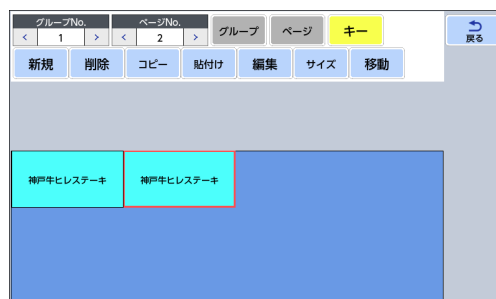 グループNo.
ページNo.
< 1 >
< 2 >
グループ
ページ
キー
戻る
新規
削除
コピー
貼付け
編集
サイズ
移動
神戸牛ヒレステーキ
神戸牛ヒレステーキ